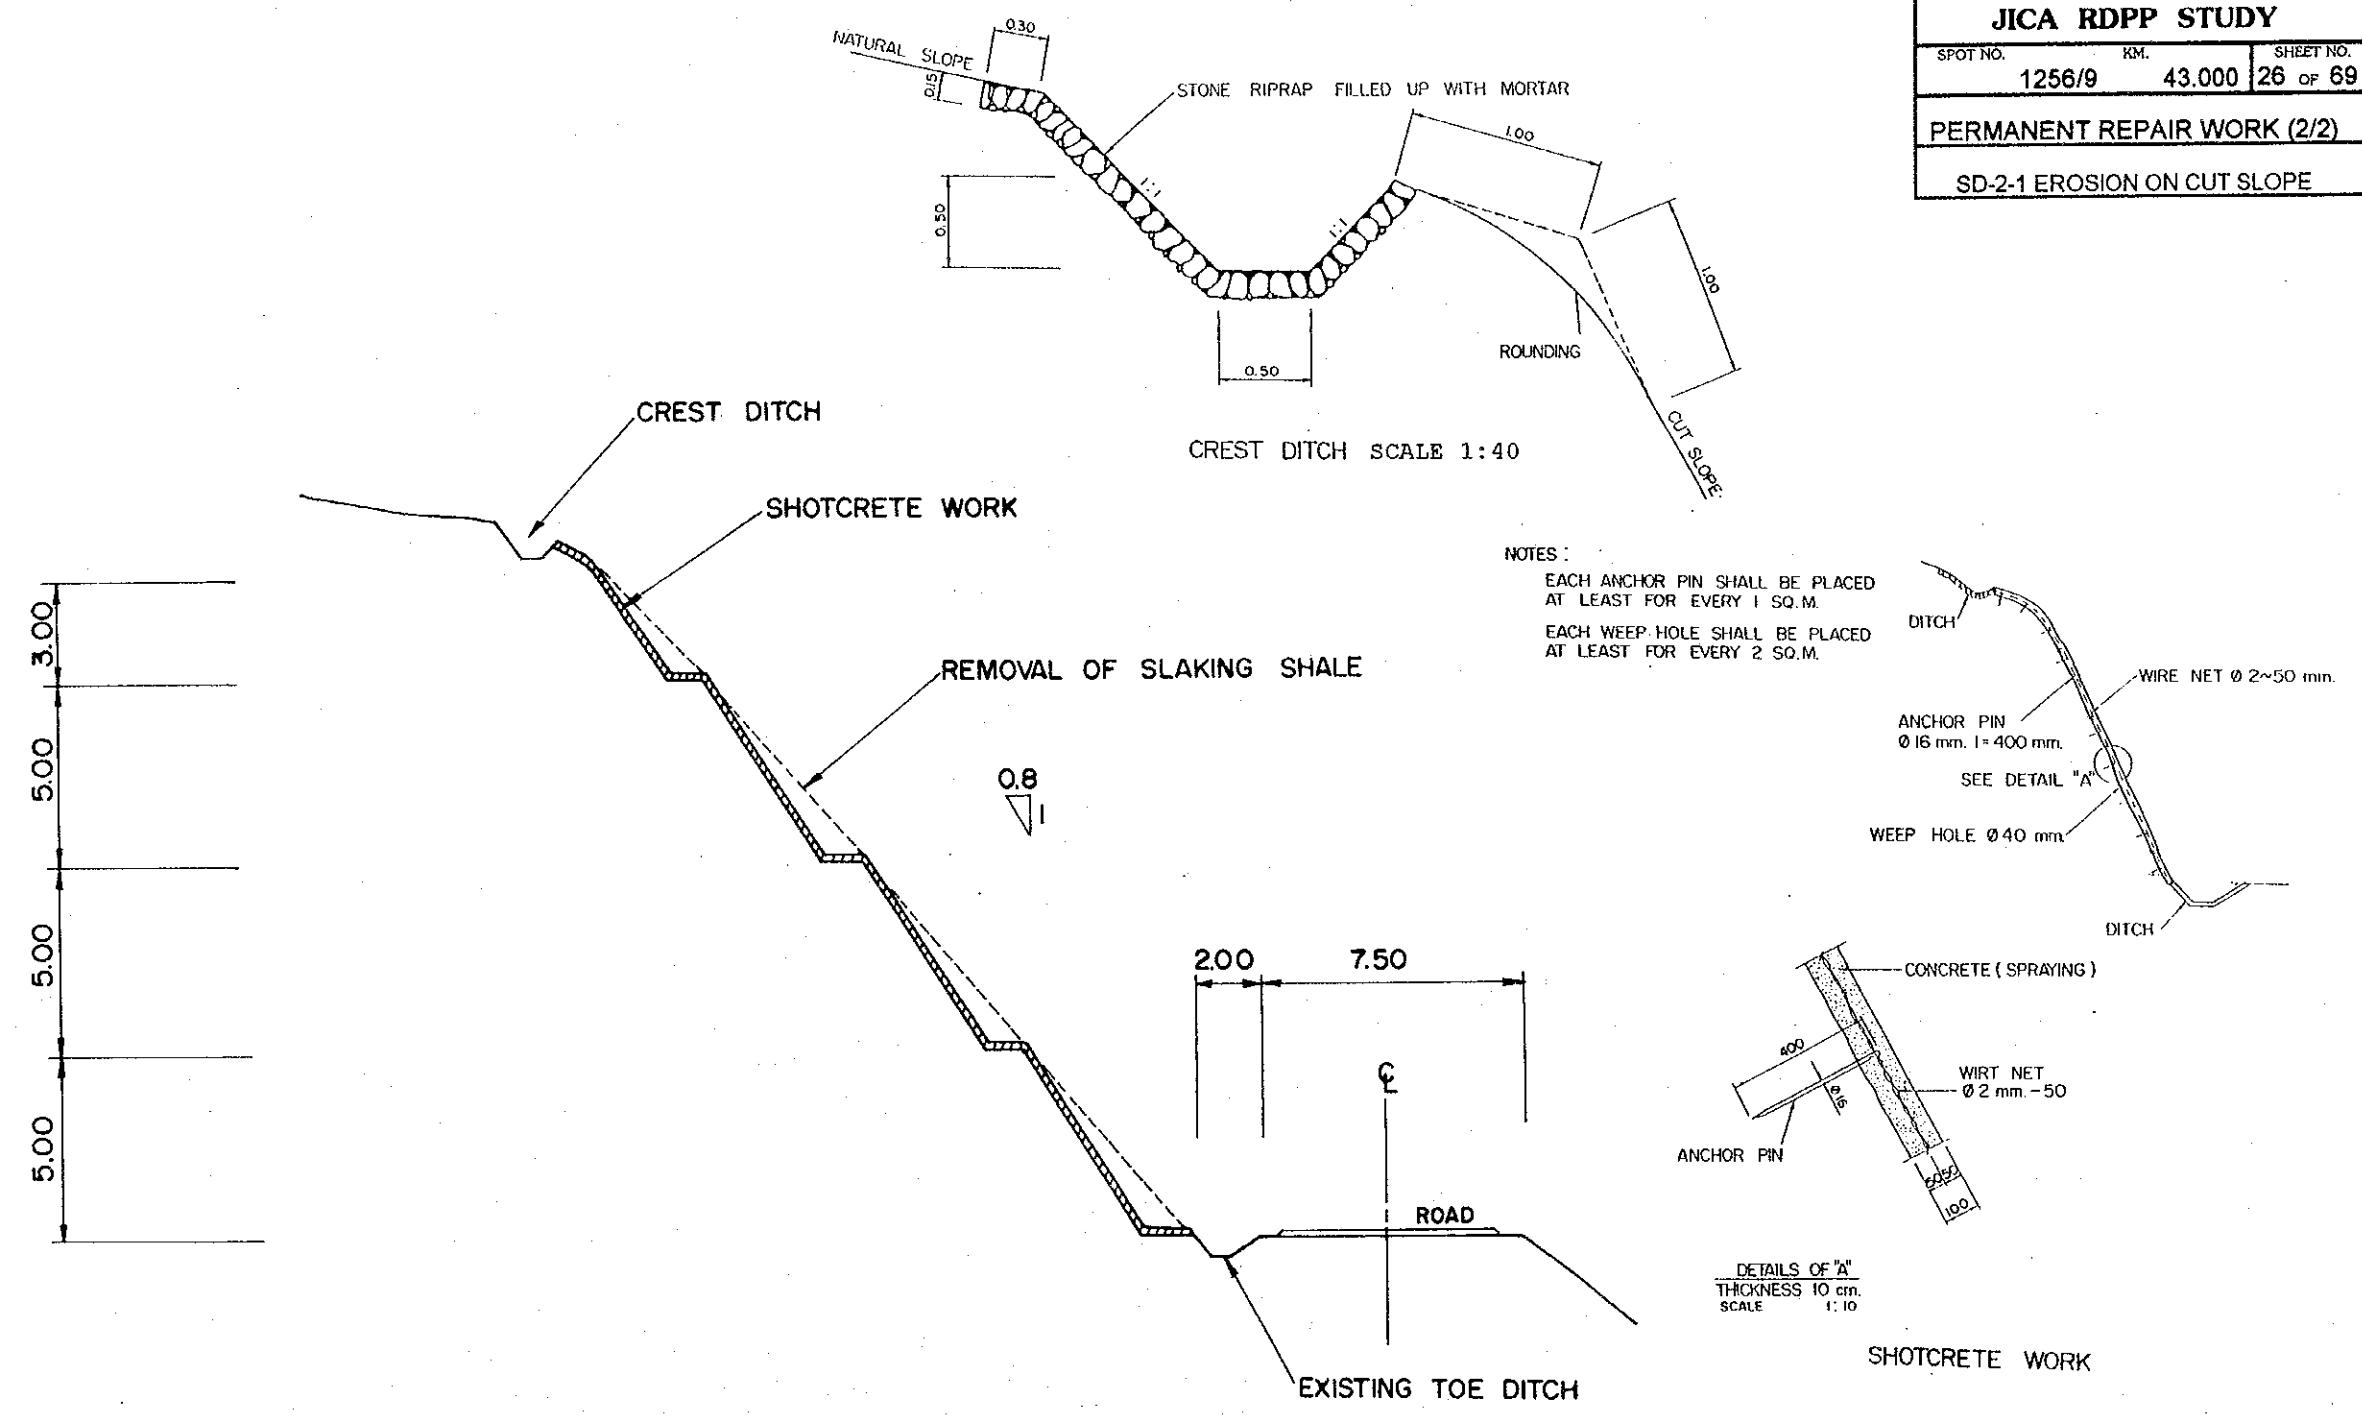 JICA RDPP STUDY
SPOT NO. KM. SHEET NO.
1256/9 43.000 26 OF 69
PERMANENT REPAIR WORK (2/2)
SD-2-1 EROSION ON CUT SLOPE
NATURAL SLOPE
0.30
0.15
STONE RIPRAP FILLED UP WITH MORTAR
1:1
1:1
0.50
0.50
1.00
1.00
ROUNDING
CUT SLOPE
CREST DITCH SCALE 1:40
CREST DITCH
SHOTCRETE WORK
REMOVAL OF SLAKING SHALE
3.00
5.00
5.00
5.00
0.8
1
2.00
7.50
℄
ROAD
EXISTING TOE DITCH
NOTES :
EACH ANCHOR PIN SHALL BE PLACED
AT LEAST FOR EVERY 1 SQ.M.
EACH WEEP HOLE SHALL BE PLACED
AT LEAST FOR EVERY 2 SQ.M.
DITCH
WIRE NET Ø 2~50 mm.
ANCHOR PIN
Ø 16 mm. l = 400 mm.
SEE DETAIL "A"
WEEP HOLE Ø 40 mm.
DITCH
CONCRETE ( SPRAYING )
400
Ø16
WIRT NET
Ø 2 mm. - 50
ANCHOR PIN
50 50
100
DETAILS OF "A"
THICKNESS 10 cm.
SCALE 1:10
SHOTCRETE WORK